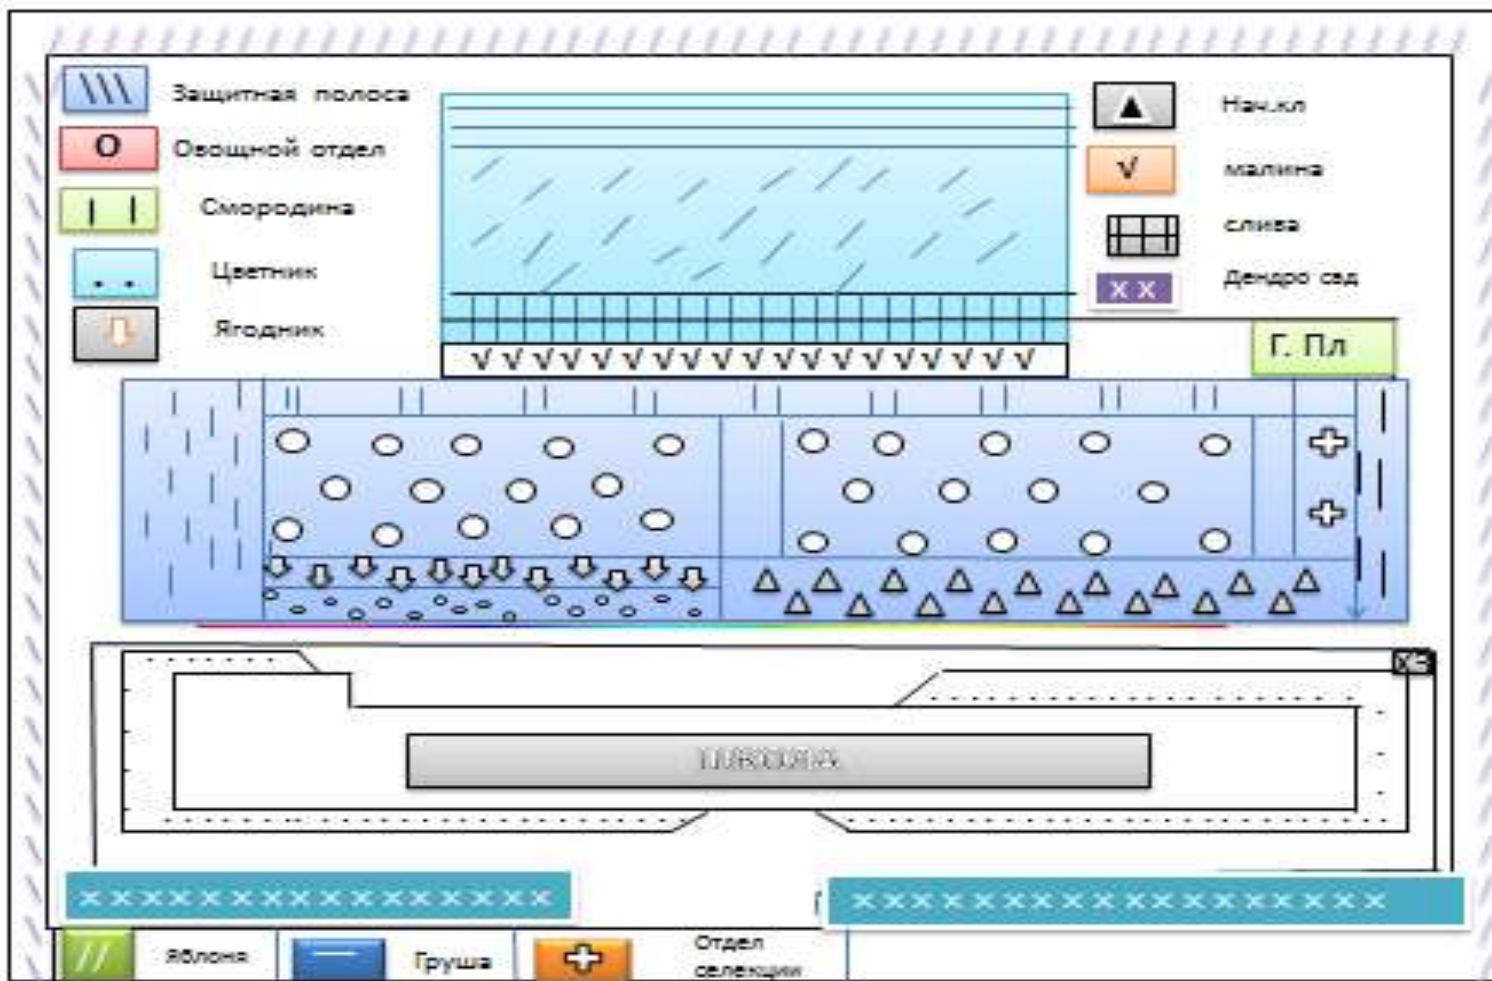 Защитная полоса
О
Овощной отдел
Смородина
Цветник
Ягодник
Нач.кл
√
малина
слива
x x
Дендро сад
Г. Пл
√ √ √ √ √ √ √ √ √ √ √ √ √ √ √ √ √ √ √
ШКОЛА
x x x x x x x x x x x x x x x x
x x x x x x x x x x x x x x x x x x
Яблоня
Груша
Отдел
селекции